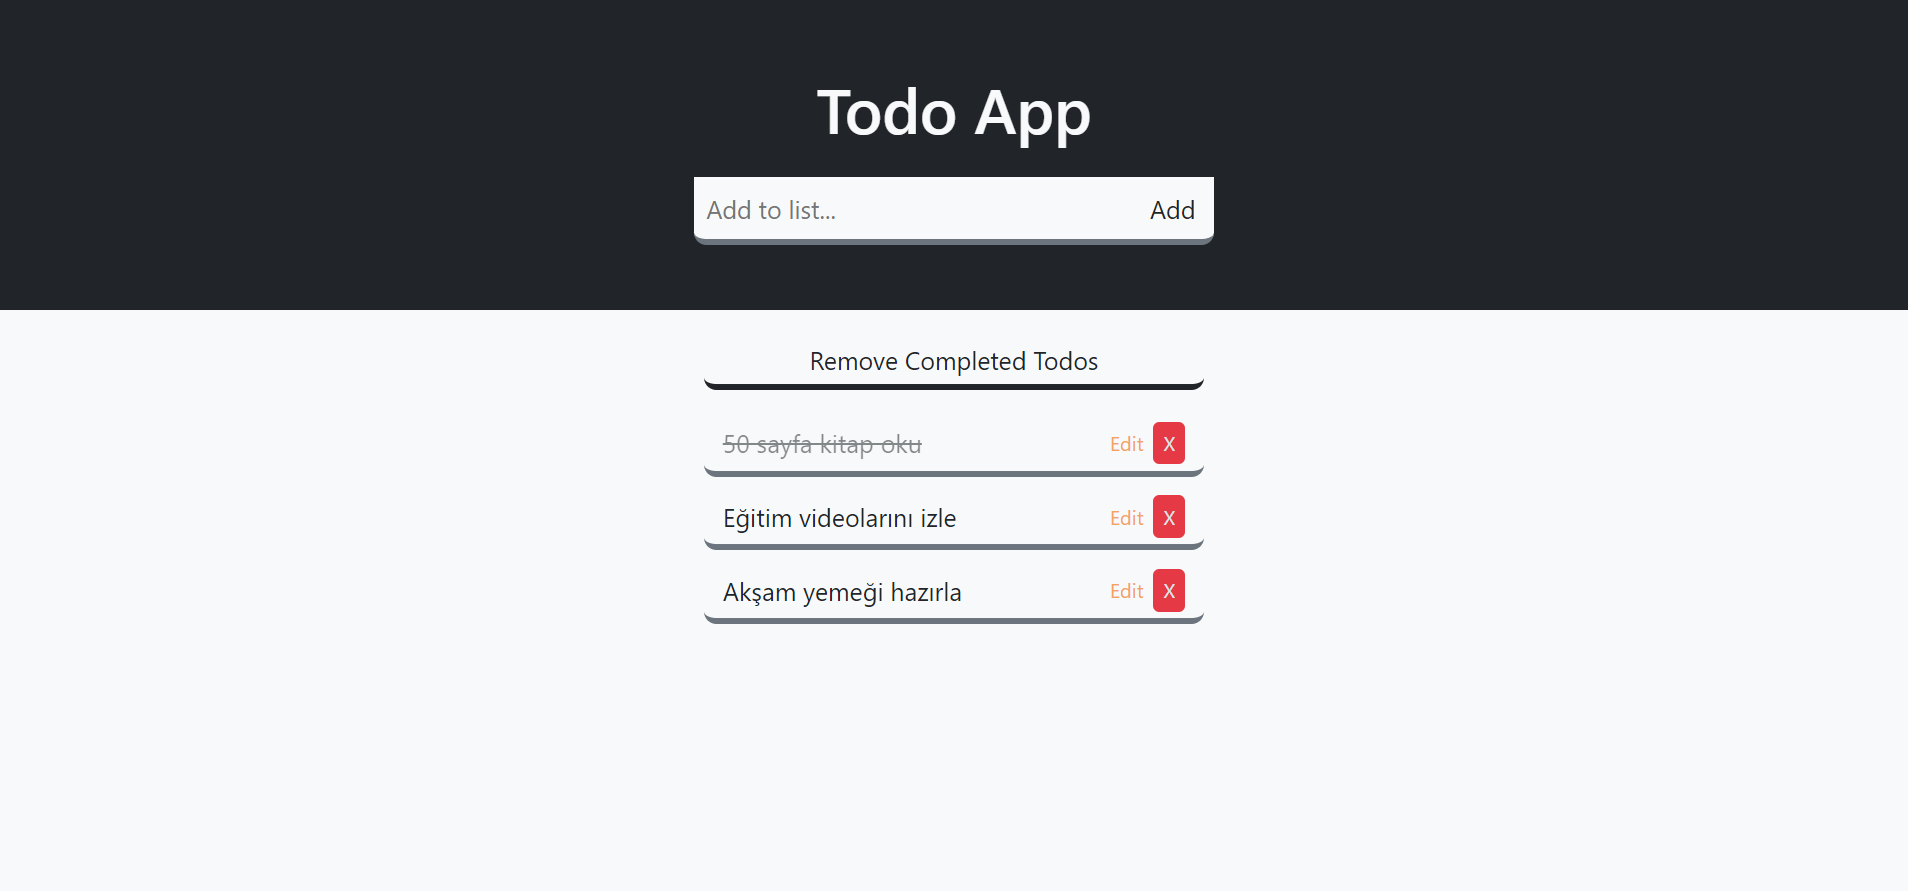 Todo App
Add to list... Add
Remove Completed Todos
50 sayfa kitap oku Edit X
Eğitim videolarını izle Edit X
Akşam yemeği hazırla Edit X